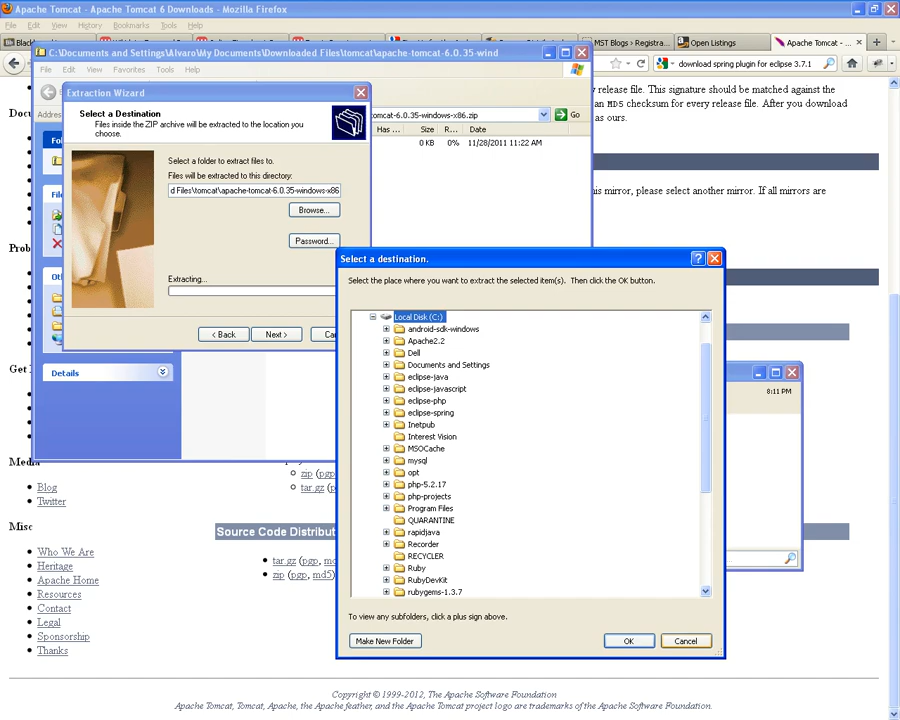 Apache Tomcat - Apache Tomcat 6 Downloads - Mozilla Firefox
File Edit View History Bookmarks Tools Help
MST Blogs › Registra...
Open Listings
Apache Tomcat - ...
download spring plugin for eclipse 3.7.1
C:\Documents and Settings\Alvaro\My Documents\Downloaded Files\tomcat\apache-tomcat-6.0.35-wind
File Edit View Favorites Tools Help
release file. This signature should be matched against the
an MD5 checksum for every release file. After you download
as ours.
Extraction Wizard
Select a Destination
Files inside the ZIP archive will be extracted to the location you
choose.
Select a folder to extract files to.
Files will be extracted to this directory:
d Files\tomcat\apache-tomcat-6.0.35-windows-x86
Browse...
Password...
Extracting...
< Back
Next >
Address
omcat-6.0.35-windows-x86.zip
Go
Has ... Size R... Date
0 KB 0% 11/28/2011 11:22 AM
this mirror, please select another mirror. If all mirrors are
Details
8:11 PM
Select a destination.
Select the place where you want to extract the selected item(s). Then click the OK button.
Local Disk (C:)
android-sdk-windows
Apache2.2
Dell
Documents and Settings
eclipse-java
eclipse-javascript
eclipse-php
eclipse-spring
Inetpub
Interest Vision
MSOCache
mysql
opt
php-5.2.17
php-projects
Program Files
QUARANTINE
rapidjava
Recorder
RECYCLER
Ruby
RubyDevKit
rubygems-1.3.7
To view any subfolders, click a plus sign above.
Make New Folder
OK
Cancel
zip (pgp
tar.gz (p
Source Code Distribut
tar.gz (pgp, md
zip (pgp, md5)
Blog
Twitter
Misc
Who We Are
Heritage
Apache Home
Resources
Contact
Legal
Sponsorship
Thanks
Copyright © 1999-2012, The Apache Software Foundation
Apache Tomcat, Tomcat, Apache, the Apache feather, and the Apache Tomcat project logo are trademarks of the Apache Software Foundation.